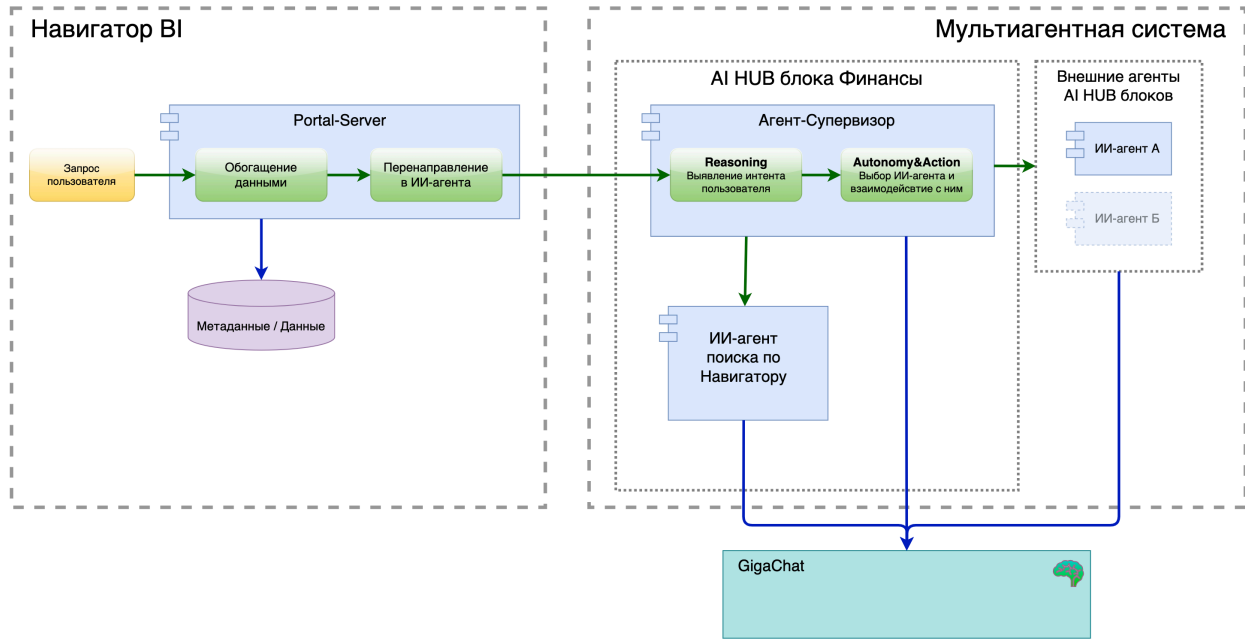 Навигатор BI
Portal-Server
Запрос
пользователя
Обогащение
данными
Перенаправление
в ИИ-агента
Метаданные / Данные
Мультиагентная система
AI HUB блока Финансы
Агент-Супервизор
Reasoning
Выявление интента
пользователя
Autonomy&Action
Выбор ИИ-агента и
взаимодейсвтие с ним
ИИ-агент
поиска по
Навигатору
Внешние агенты
AI HUB блоков
ИИ-агент А
ИИ-агент Б
GigaChat